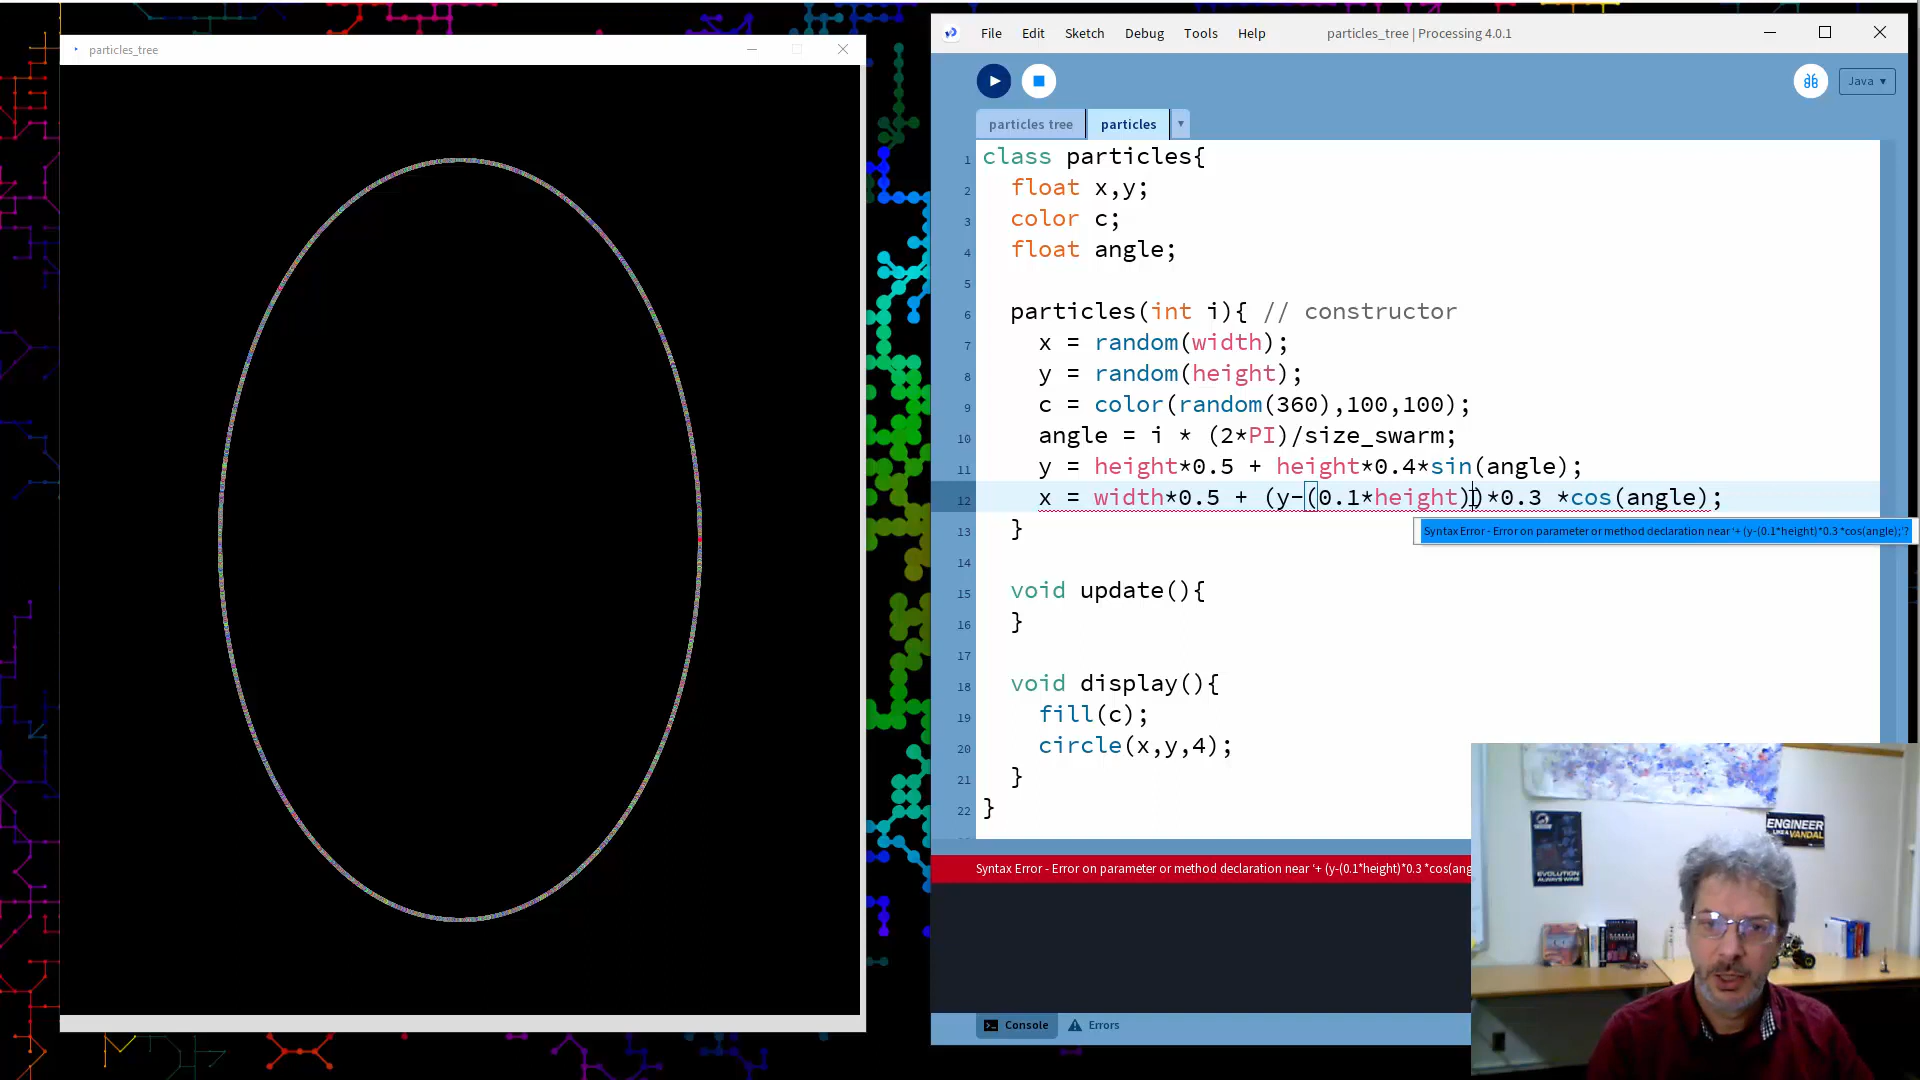 particles_tree
File Edit Sketch Debug Tools Help particles_tree | Processing 4.0.1
Java
particles tree particles
1 class particles{
2 float x,y;
3 color c;
4 float angle;
5
6 particles(int i){ // constructor
7 x = random(width);
8 y = random(height);
9 c = color(random(360),100,100);
10 angle = i * (2*PI)/size_swarm;
11 y = height*0.5 + height*0.4*sin(angle);
12 x = width*0.5 + (y-(0.1*height))*0.3 *cos(angle);
13 }
Syntax Error - Error on parameter or method declaration near '+ (y-(0.1*height)*0.3 *cos(angle);'?
14
15 void update(){
16 }
17
18 void display(){
19 fill(c);
20 circle(x,y,4);
21 }
22 }
Syntax Error - Error on parameter or method declaration near '+ (y-(0.1*height)*0.3 *cos(ang
Console Errors
ENGINEER
LIKE A VANDAL
EVOLUTION
ALWAYS WINS